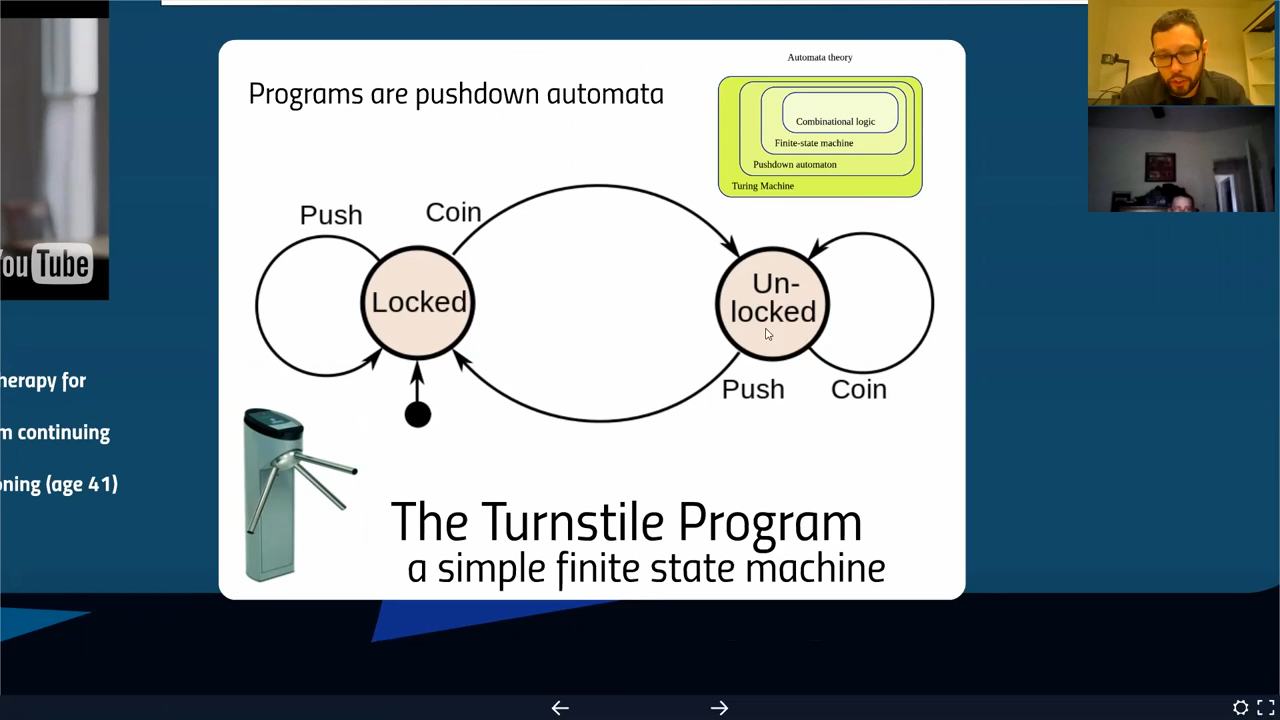 Programs are pushdown automata
Automata theory
Combinational logic
Finite-state machine
Pushdown automaton
Turing Machine
Push
Coin
Locked
Un-
locked
Push
Coin
ou Tube
herapy for
m continuing
ning (age 41)
The Turnstile Program
a simple finite state machine